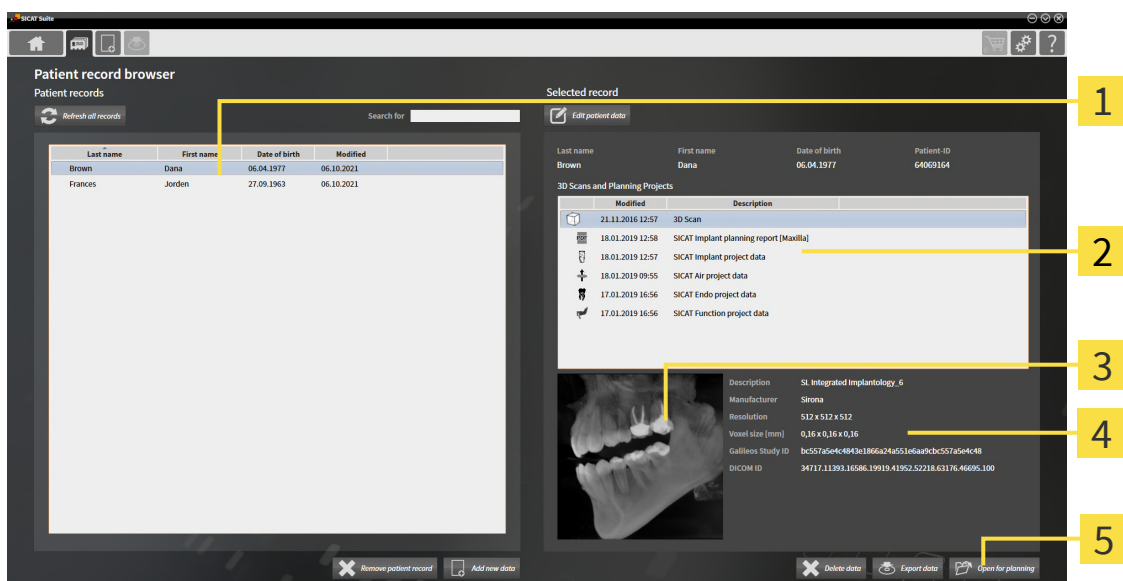 SICAT Suite
Patient record browser
Patient records
Refresh all records
Search for
Last name First name Date of birth Modified
Brown Dana 06.04.1977 06.10.2021
Frances Jorden 27.09.1963 06.10.2021
Remove patient record
Add new data
Selected record
Edit patient data
Last name First name Date of birth Patient-ID
Brown Dana 06.04.1977 64069164
3D Scans and Planning Projects
Modified Description
21.11.2016 12:57 3D Scan
18.01.2019 12:58 SICAT Implant planning report [Maxilla]
18.01.2019 12:57 SICAT Implant project data
18.01.2019 09:55 SICAT Air project data
17.01.2019 16:56 SICAT Endo project data
17.01.2019 16:56 SICAT Function project data
Description SL Integrated Implantology_6
Manufacturer Sirona
Resolution 512 x 512 x 512
Voxel size [mm] 0,16 x 0,16 x 0,16
Galileos Study ID bc557a5e4c4843e1866a24a551e6aa9cbc557a5e4c48
DICOM ID 34717.11393.16586.19919.41952.52218.63176.46695.100
Delete data
Export data
Open for planning
1
2
3
4
5